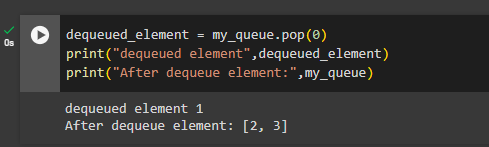 dequeued_element = my_queue.pop(0)
print("dequeued element",dequeued_element)
print("After dequeue element:",my_queue)
0s
dequeued element 1
After dequeue element: [2, 3]